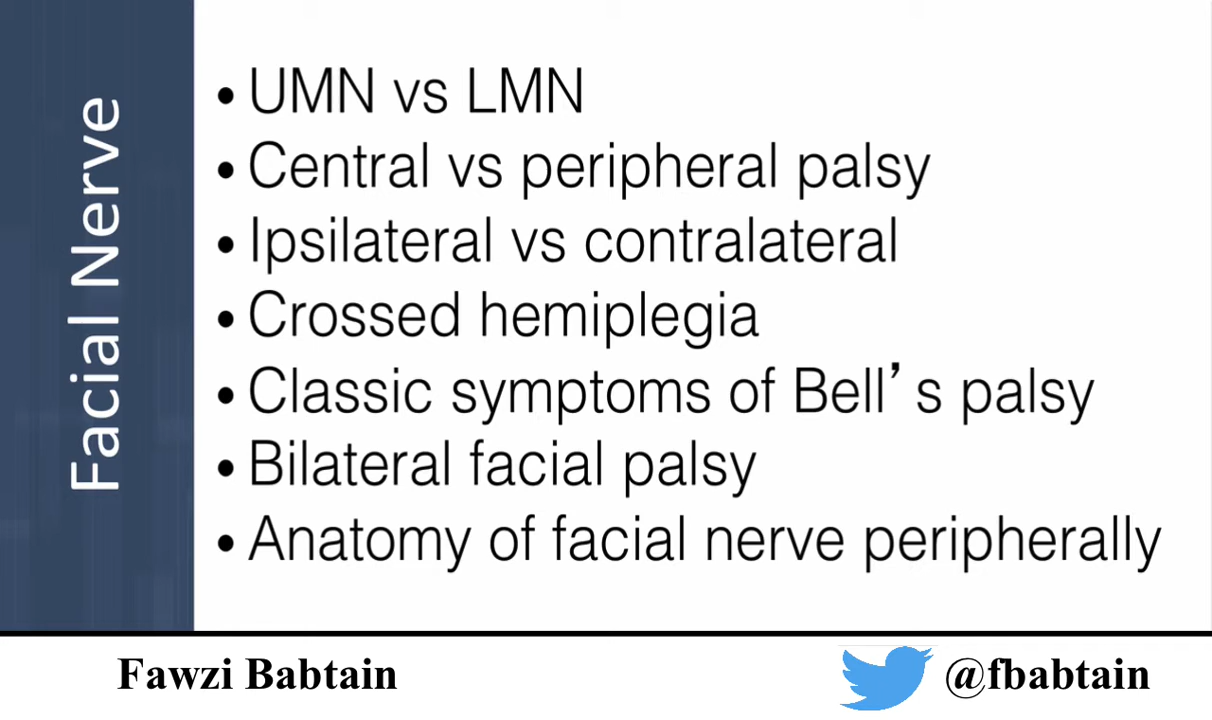 Facial Nerve
• UMN vs LMN
• Central vs peripheral palsy
• Ipsilateral vs contralateral
• Crossed hemiplegia
• Classic symptoms of Bell’s palsy
• Bilateral facial palsy
• Anatomy of facial nerve peripherally
Fawzi Babtain
@fbabtain